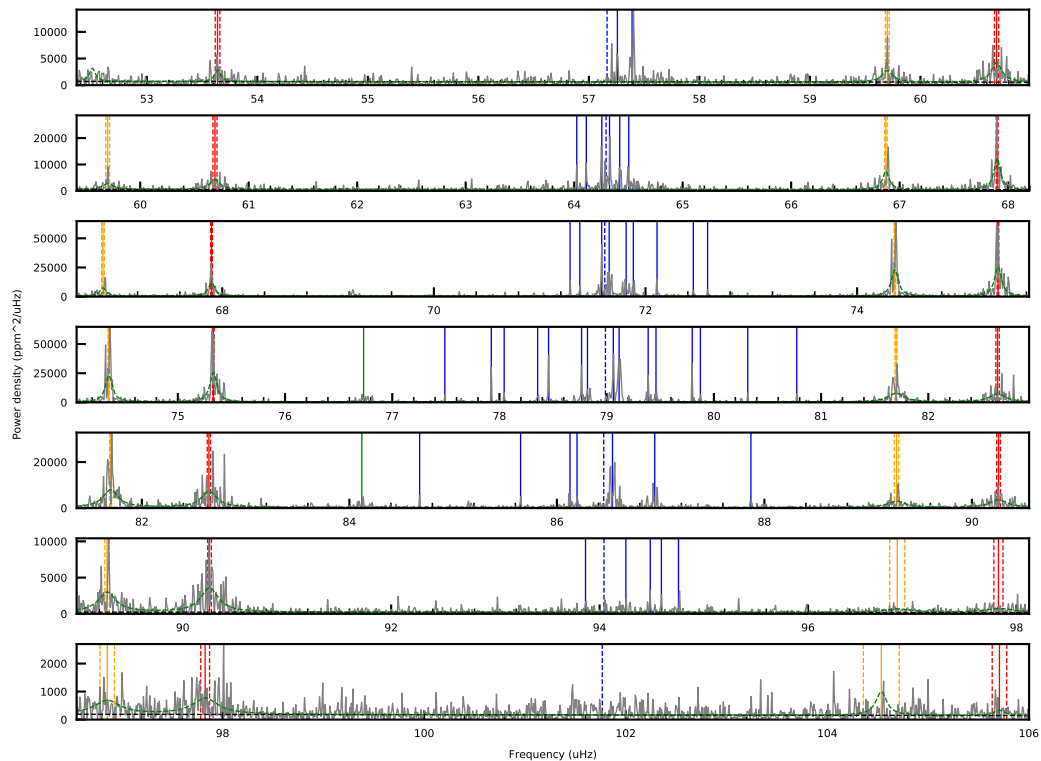 10000
5000
0
53 54 55 56 57 58 59 60
20000
10000
0
60 61 62 63 64 65 66 67 68
50000
25000
0
68 70 72 74
50000
25000
0
75 76 77 78 79 80 81 82
20000
0
82 84 86 88 90
10000
5000
0
90 92 94 96 98
2000
1000
0
98 100 102 104 106
Power density (ppm^2/uHz)
Frequency (uHz)